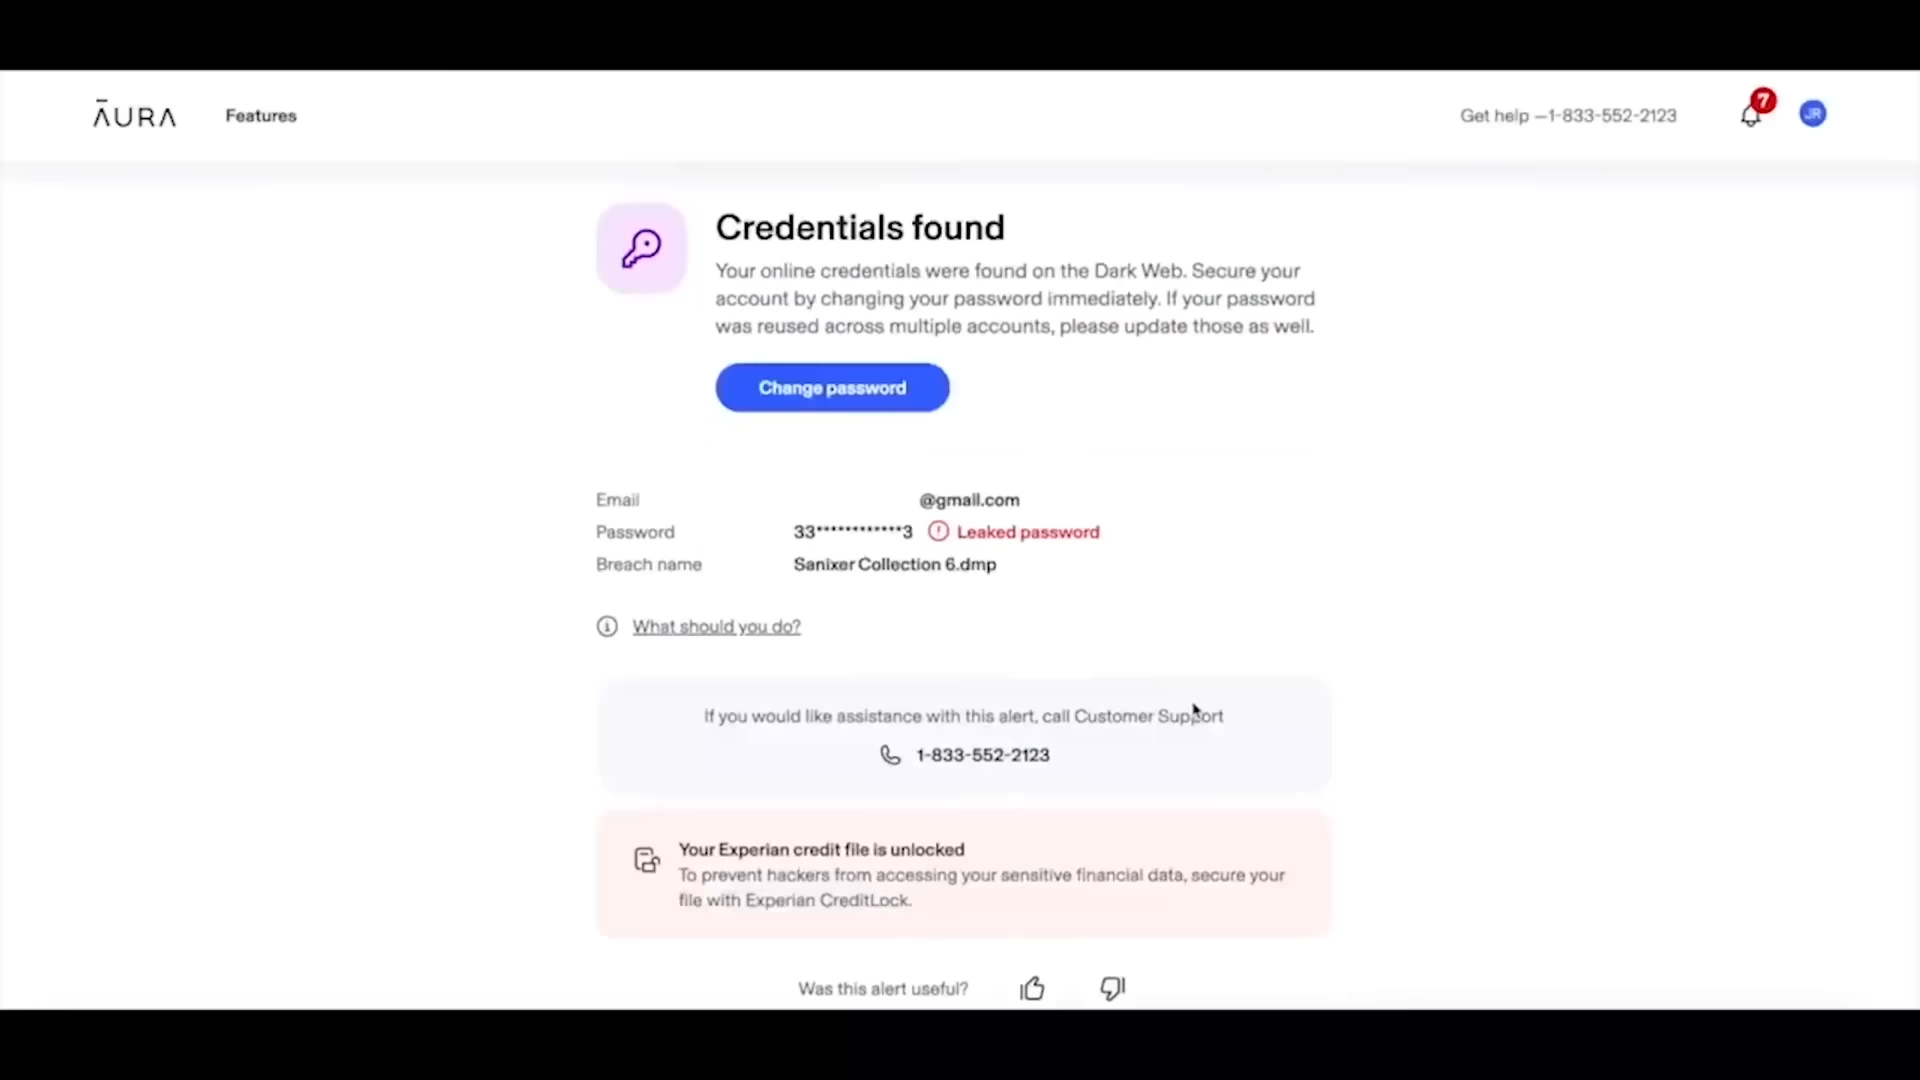 ĀURA
Features
Get help –1-833-552-2123
7
JR
Credentials found
Your online credentials were found on the Dark Web. Secure your
account by changing your password immediately. If your password
was reused across multiple accounts, please update those as well.
Change password
Email @gmail.com
Password 33************3 Leaked password
Breach name Sanixer Collection 6.dmp
What should you do?
If you would like assistance with this alert, call Customer Support
1-833-552-2123
Your Experian credit file is unlocked
To prevent hackers from accessing your sensitive financial data, secure your
file with Experian CreditLock.
Was this alert useful?